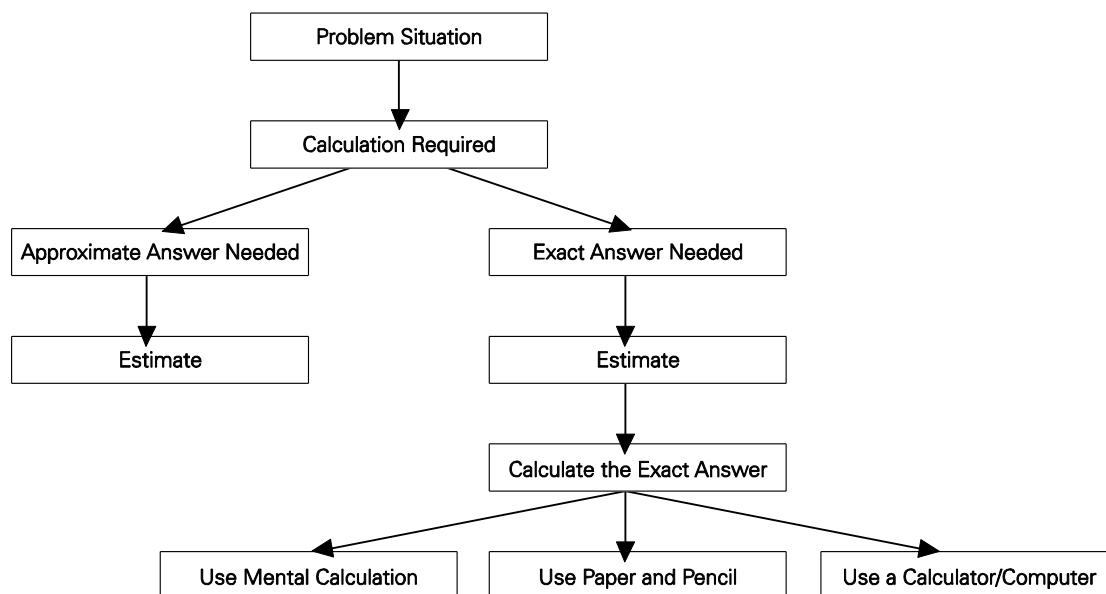 Problem Situation
Calculation Required
Approximate Answer Needed
Exact Answer Needed
Estimate
Estimate
Calculate the Exact Answer
Use Mental Calculation
Use Paper and Pencil
Use a Calculator/Computer